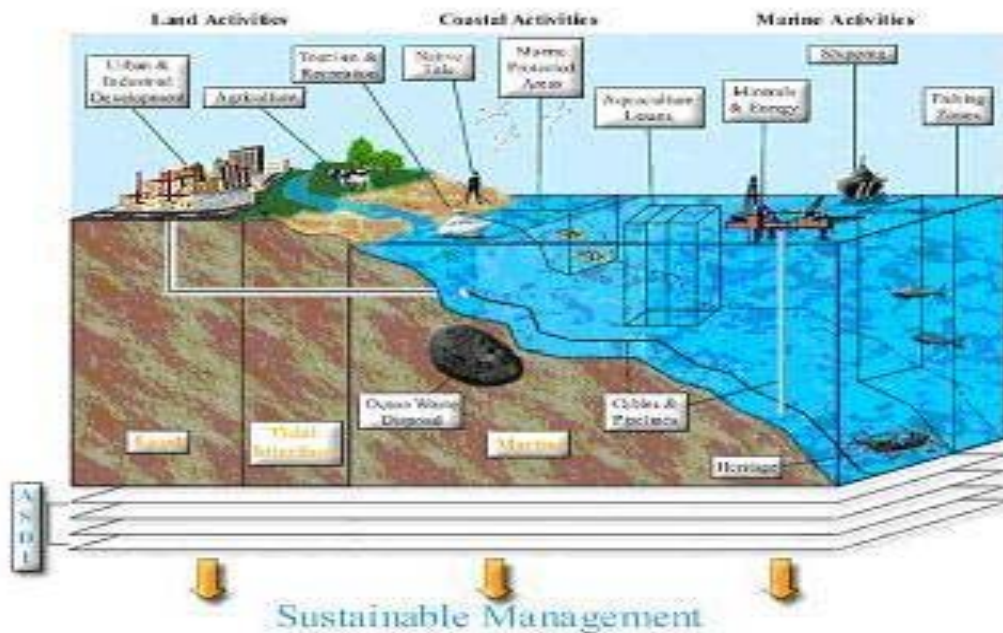 Land Activities
Coastal Activities
Marine Activities
Urban &
Industrial
Development
Agriculture
Tourism &
Recreation
Native
Title
Marine
Protected
Areas
Aquaculture
Leases
Minerals
& Energy
Shipping
Fishing
Zones
Ocean Waste
Disposal
Cables &
Pipelines
Heritage
Land
Tidal
Interface
Marine
A
S
D
I
Sustainable Management